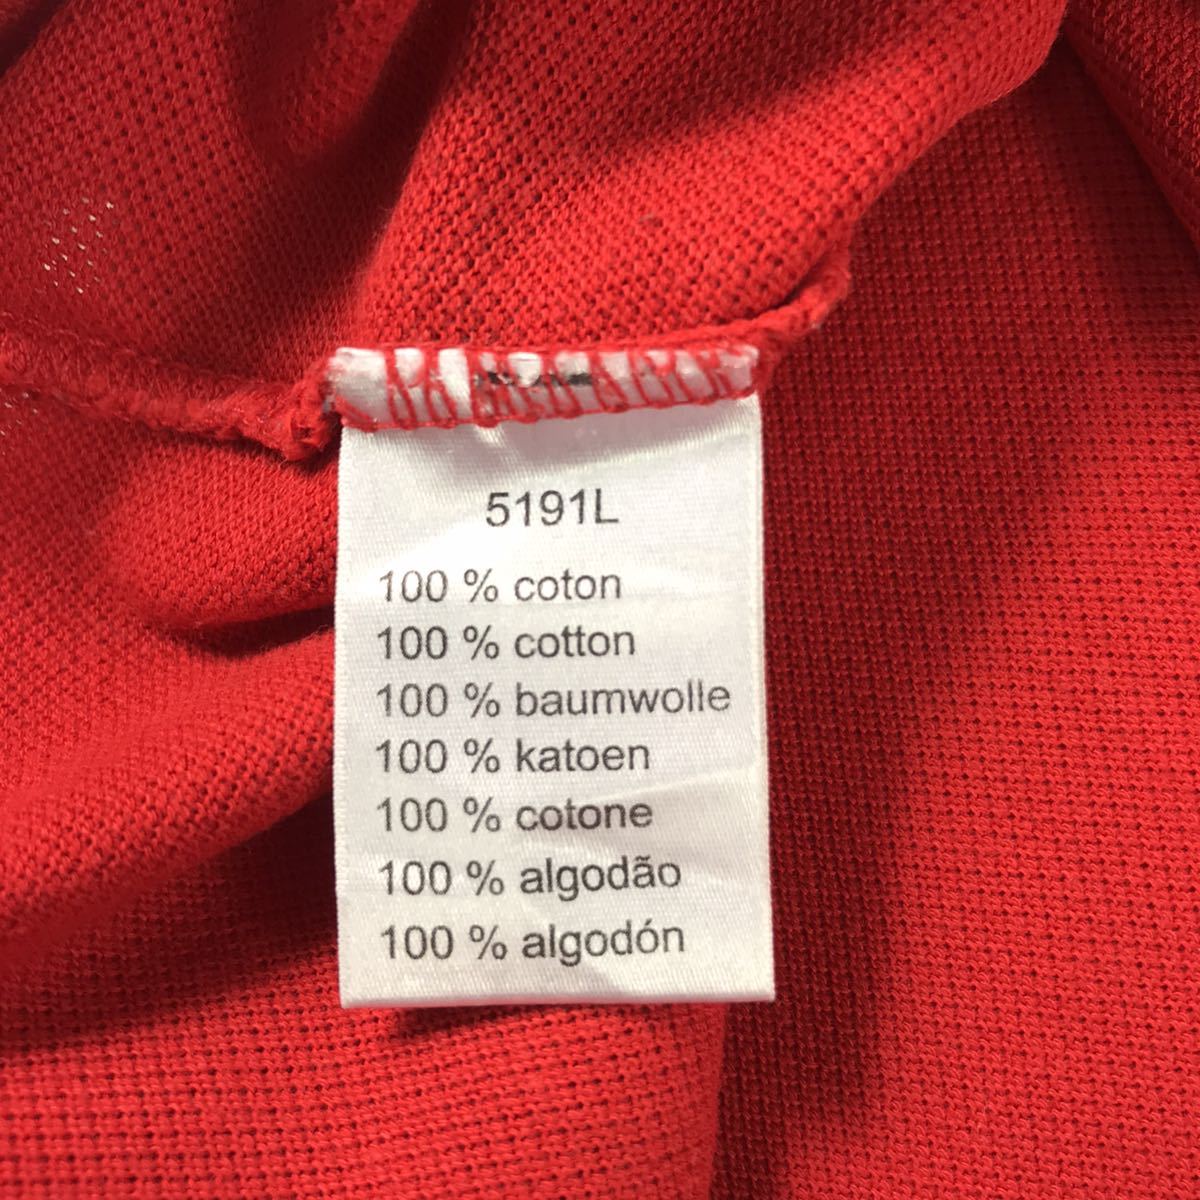 5191L
100 % coton
100 % cotton
100 % baumwolle
100 % katoen
100 % cotone
100 % algodão
100 % algodón